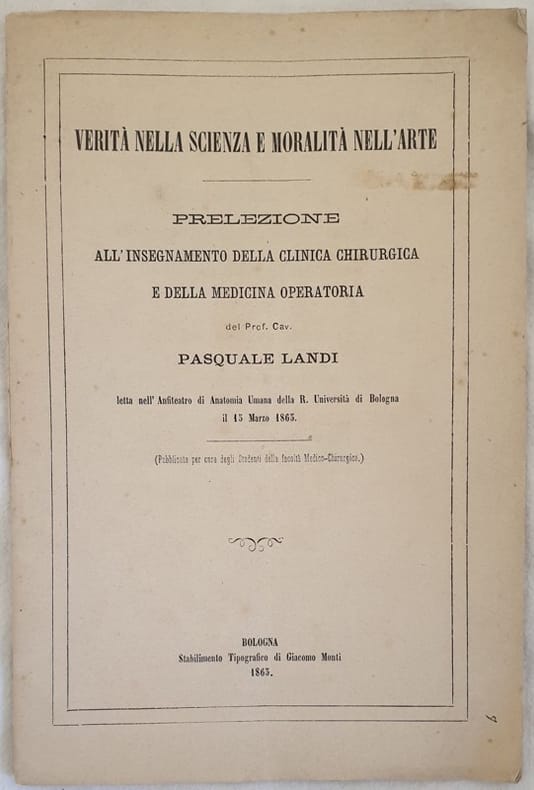 VERITÀ NELLA SCIENZA E MORALITÀ NELL'ARTE
PRELEZIONE
ALL'INSEGNAMENTO DELLA CLINICA CHIRURGICA
E DELLA MEDICINA OPERATORIA
del Prof. Cav.
PASQUALE LANDI
letta nell' Anfiteatro di Anatomia Umana della R. Università di Bologna
il 15 Marzo 1865.
(Pubblicata per cura degli Studenti della facoltà Medico-Chirurgica.)
BOLOGNA
Stabilimento Tipografico di Giacomo Monti
1865.